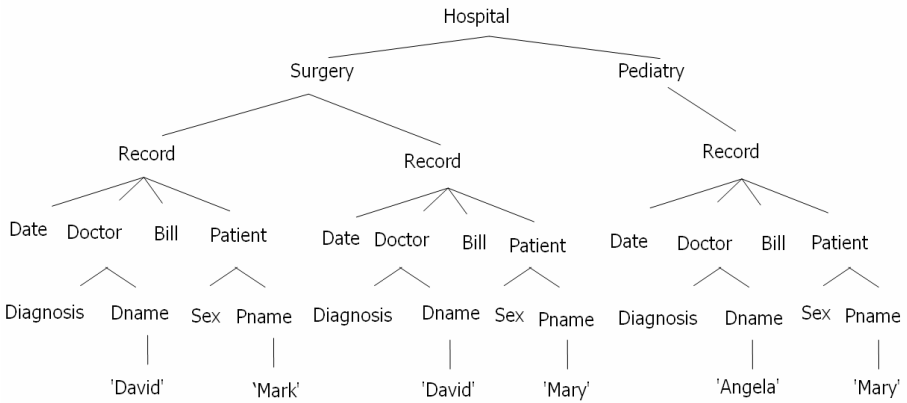 Hospital
Surgery Pediatry
Record Record Record
Date Doctor Bill Patient Date Doctor Bill Patient Date Doctor Bill Patient
Diagnosis Dname Sex Pname Diagnosis Dname Sex Pname Diagnosis Dname Sex Pname
'David' ‘Mark' 'David' 'Mary' 'Angela' 'Mary'